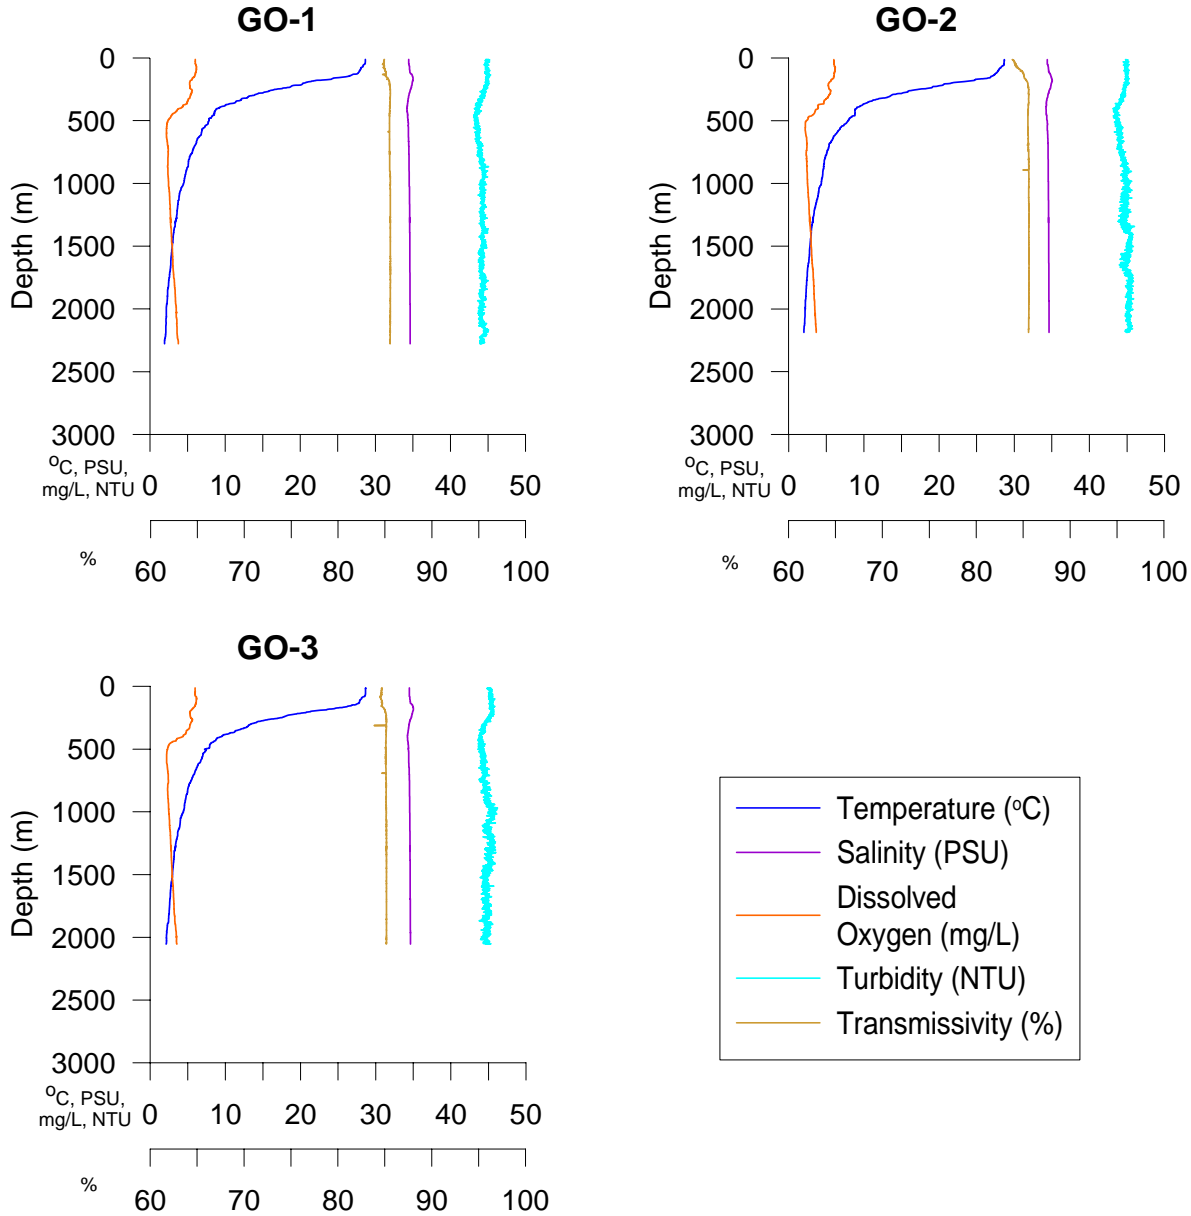 GO-1
0
500
1000
1500
2000
2500
3000
Depth (m)
oC, PSU,
mg/L, NTU
0 10 20 30 40 50
%
60 70 80 90 100
GO-2
0
500
1000
1500
2000
2500
3000
Depth (m)
oC, PSU,
mg/L, NTU
0 10 20 30 40 50
%
60 70 80 90 100
GO-3
0
500
1000
1500
2000
2500
3000
Depth (m)
oC, PSU,
mg/L, NTU
0 10 20 30 40 50
%
60 70 80 90 100
Temperature (oC)
Salinity (PSU)
Dissolved
Oxygen (mg/L)
Turbidity (NTU)
Transmissivity (%)